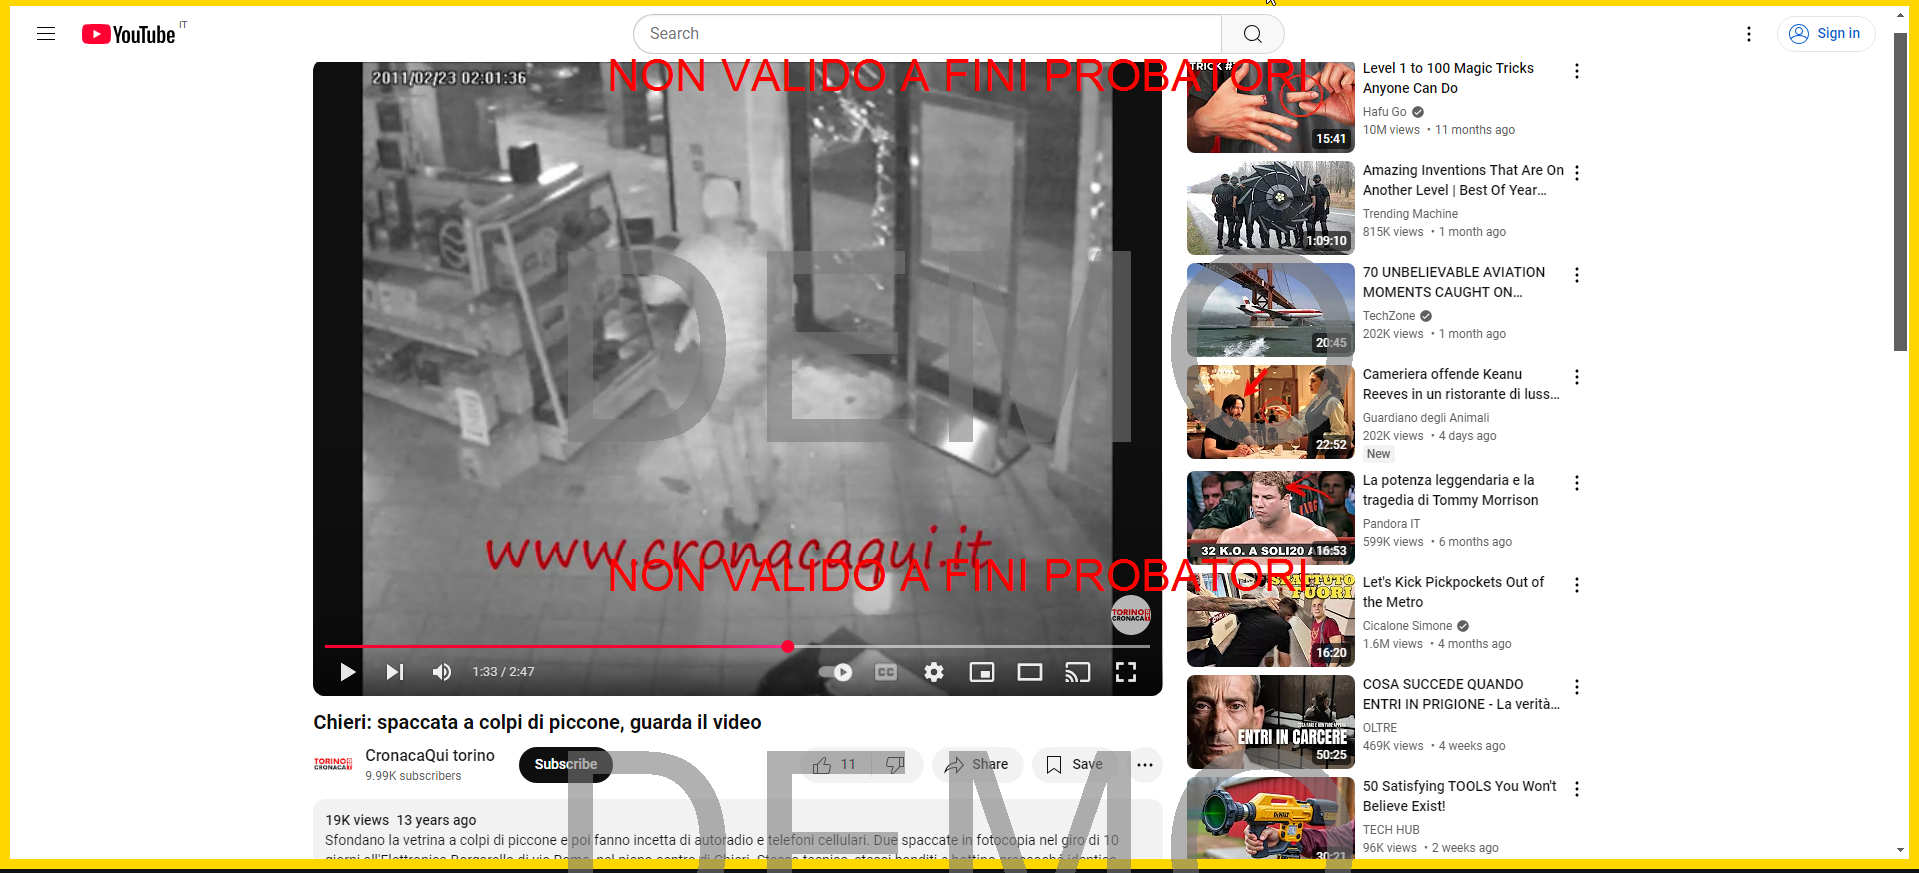 YouTube
IT
Search
Sign in
2011/02/23 02:01:36
NON VALIDO A FINI PROBATORI
DEMO
www.cronacaqui.it
NON VALIDO A FINI PROBATORI
TORINO
CRONACA
1:33 / 2:47
CC
Chieri: spaccata a colpi di piccone, guarda il video
TORINO
CRONACA
CronacaQui torino
9.99K subscribers
Subscribe
11
Share
Save
DEMO
19K views 13 years ago
Sfondano la vetrina a colpi di piccone e poi fanno incetta di autoradio e telefoni cellulari. Due spaccate in fotocopia nel giro di 10
TRICK #
15:41
Level 1 to 100 Magic Tricks
Anyone Can Do
Hafu Go
10M views • 11 months ago
1:09:10
Amazing Inventions That Are On
Another Level | Best Of Year...
Trending Machine
815K views • 1 month ago
20:45
70 UNBELIEVABLE AVIATION
MOMENTS CAUGHT ON...
TechZone
202K views • 1 month ago
22:52
Cameriera offende Keanu
Reeves in un ristorante di luss...
Guardiano degli Animali
202K views • 4 days ago
New
32 K.O. A SOLI20 A
16:53
La potenza leggendaria e la
tragedia di Tommy Morrison
Pandora IT
599K views • 6 months ago
FUORI
16:20
Let's Kick Pickpockets Out of
the Metro
Cicalone Simone
1.6M views • 4 months ago
ENTRI IN CARCERE
50:25
COSA SUCCEDE QUANDO
ENTRI IN PRIGIONE - La verità...
OLTRE
469K views • 4 weeks ago
30:21
50 Satisfying TOOLS You Won't
Believe Exist!
TECH HUB
96K views • 2 weeks ago